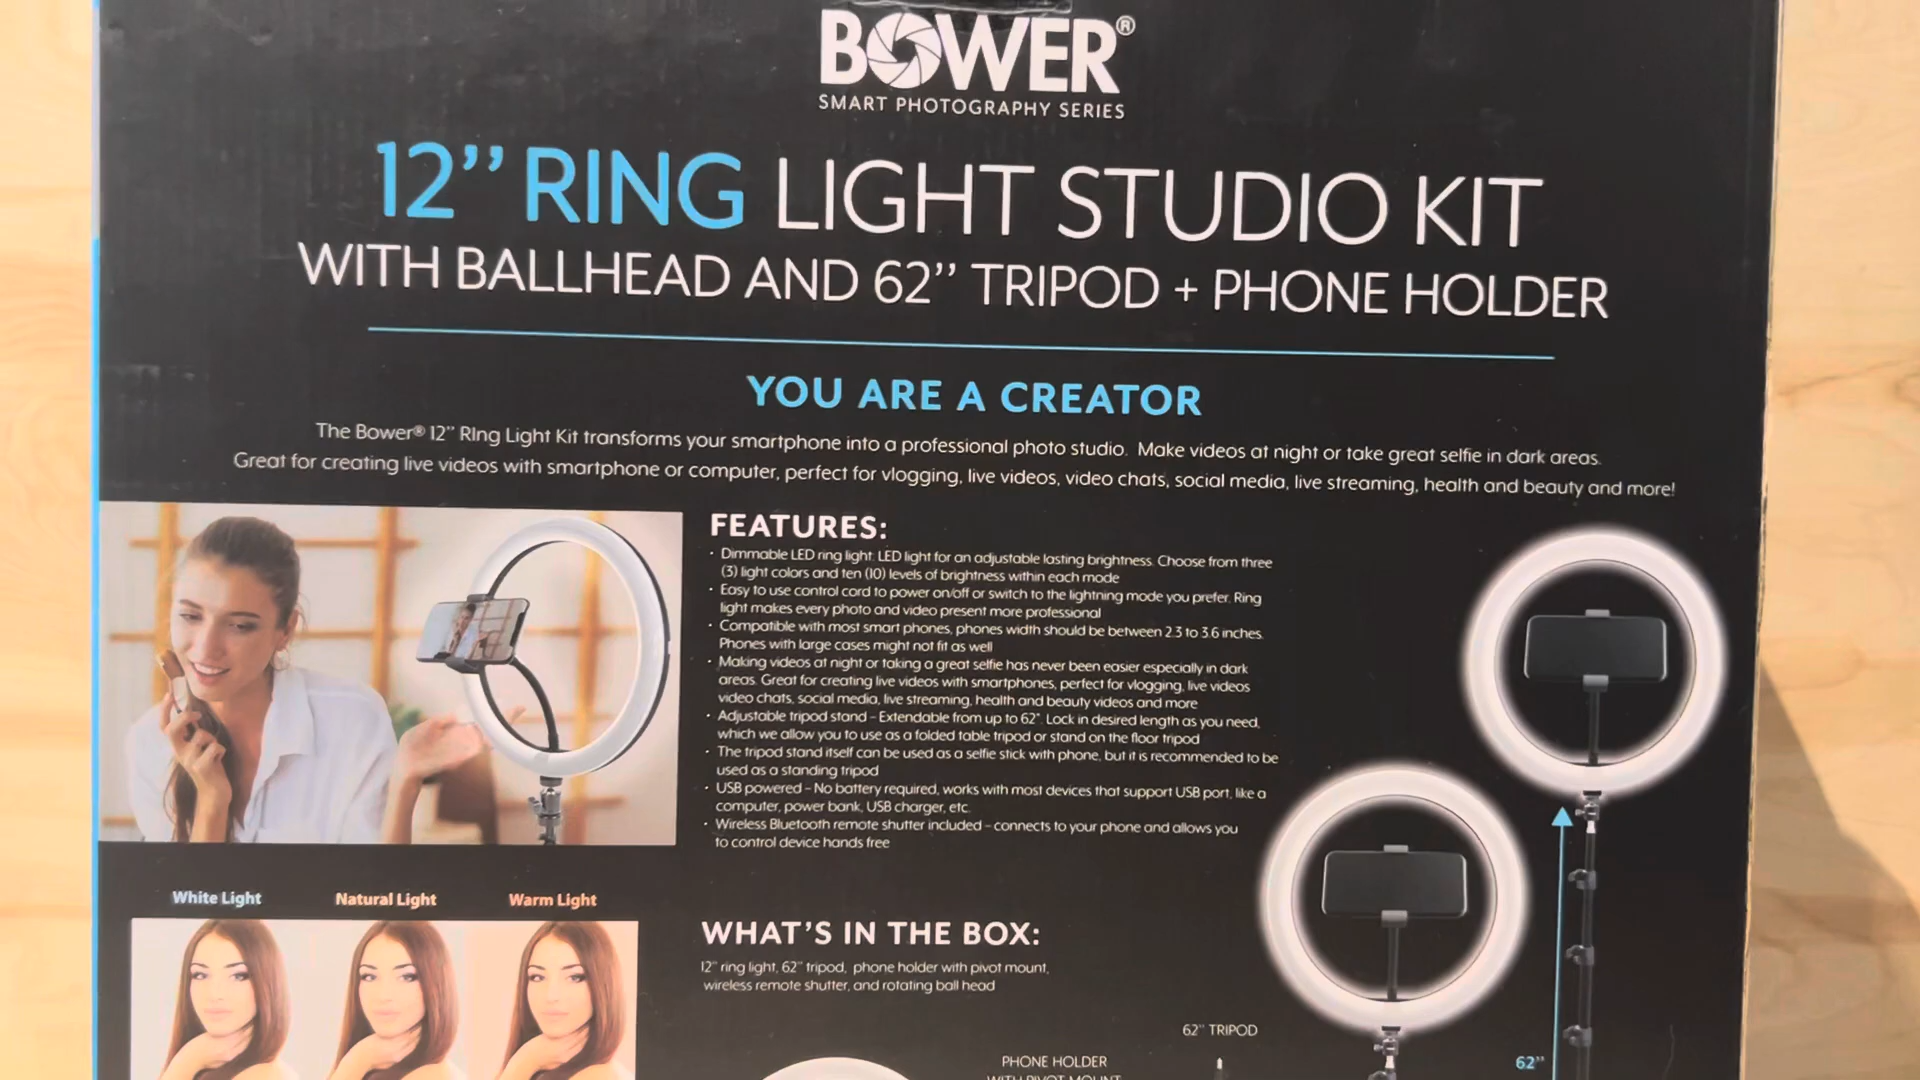 BOWER®
SMART PHOTOGRAPHY SERIES
12’’ RING LIGHT STUDIO KIT
WITH BALLHEAD AND 62’’ TRIPOD + PHONE HOLDER
YOU ARE A CREATOR
The Bower® 12’’ RIng Light Kit transforms your smartphone into a professional photo studio. Make videos at night or take great selfie in dark areas.
Great for creating live videos with smartphone or computer, perfect for vlogging, live videos, video chats, social media, live streaming, health and beauty and more!
FEATURES:
· Dimmable LED ring light. LED light for an adjustable lasting brightness. Choose from three
(3) light colors and ten (10) levels of brightness within each mode
· Easy to use control cord to power on/off or switch to the lightning mode you prefer. Ring
light makes every photo and video present more professional
· Compatible with most smart phones, phones width should be between 2.3 to 3.6 inches.
Phones with large cases might not fit as well
· Making videos at night or taking a great selfie has never been easier especially in dark
areas. Great for creating live videos with smartphones, perfect for vlogging, live videos
video chats, social media, live streaming, health and beauty videos and more
· Adjustable tripod stand – Extendable from up to 62". Lock in desired length as you need,
which we allow you to use as a folded table tripod or stand on the floor tripod
· The tripod stand itself can be used as a selfie stick with phone, but it is recommended to be
used as a standing tripod
· USB powered – No battery required, works with most devices that support USB port, like a
computer, power bank, USB charger, etc.
· Wireless Bluetooth remote shutter included – connects to your phone and allows you
to control device hands free
White Light
Natural Light
Warm Light
WHAT’S IN THE BOX:
12’’ ring light, 62’’ tripod, phone holder with pivot mount,
wireless remote shutter, and rotating ball head
62’’ TRIPOD
PHONE HOLDER
WITH PIVOT MOUNT
62’’